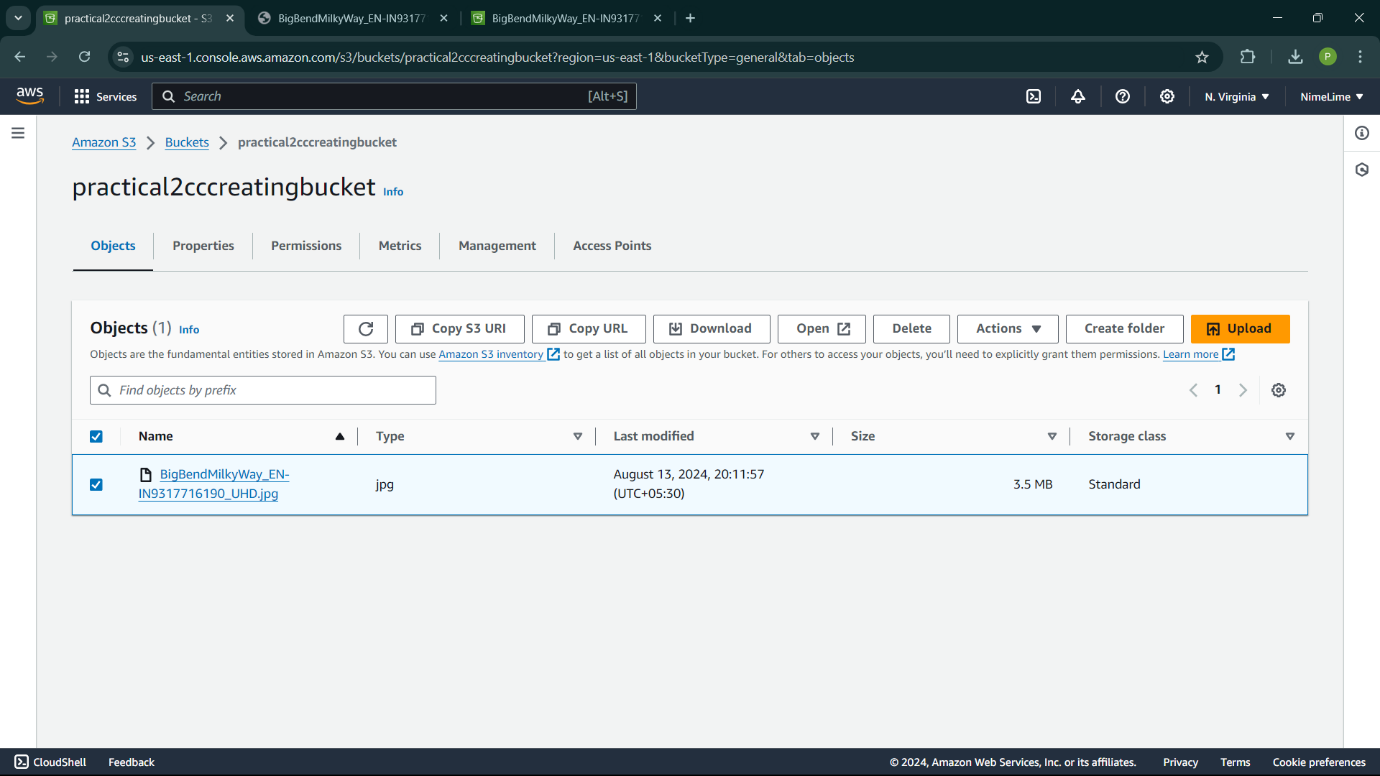 practical2cccreatingbucket - S3
BigBendMilkyWay_EN-IN93177
BigBendMilkyWay_EN-IN93177
us-east-1.console.aws.amazon.com/s3/buckets/practical2cccreatingbucket?region=us-east-1&bucketType=general&tab=objects
P
aws
Services
Search
[Alt+S]
N. Virginia
NimeLime
Amazon S3
Buckets
practical2cccreatingbucket
practical2cccreatingbucket Info
Objects
Properties
Permissions
Metrics
Management
Access Points
Objects (1) Info
Copy S3 URI
Copy URL
Download
Open
Delete
Actions
Create folder
Upload
Objects are the fundamental entities stored in Amazon S3. You can use Amazon S3 inventory to get a list of all objects in your bucket. For others to access your objects, you'll need to explicitly grant them permissions. Learn more
Find objects by prefix
1
Name
Type
Last modified
Size
Storage class
BigBendMilkyWay_EN-
IN9317716190_UHD.jpg
jpg
August 13, 2024, 20:11:57
(UTC+05:30)
3.5 MB
Standard
CloudShell
Feedback
© 2024, Amazon Web Services, Inc. or its affiliates.
Privacy
Terms
Cookie preferences